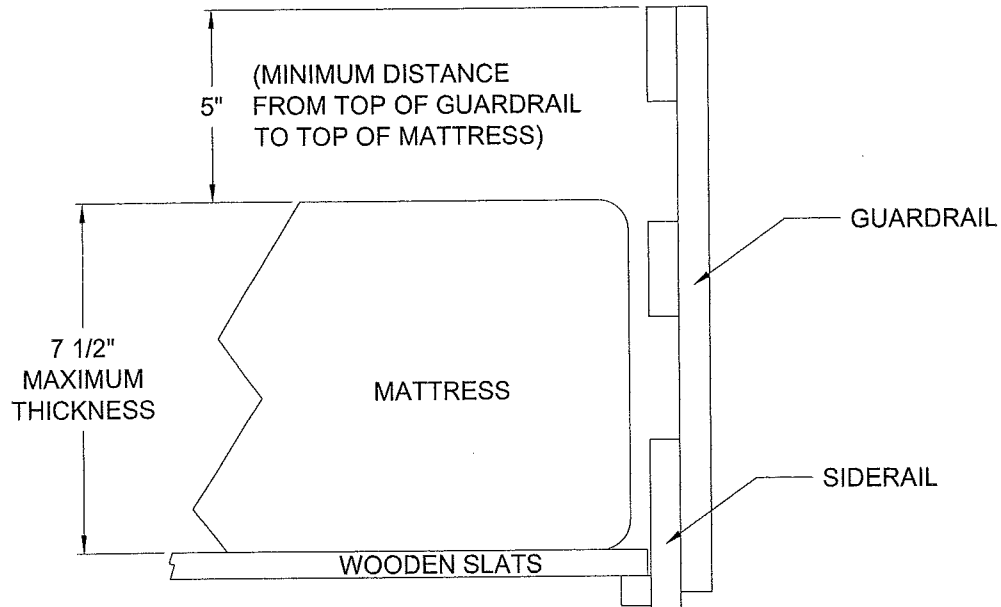 5"
(MINIMUM DISTANCE
FROM TOP OF GUARDRAIL
TO TOP OF MATTRESS)
GUARDRAIL
7 1/2"
MAXIMUM
THICKNESS
MATTRESS
SIDERAIL
WOODEN SLATS